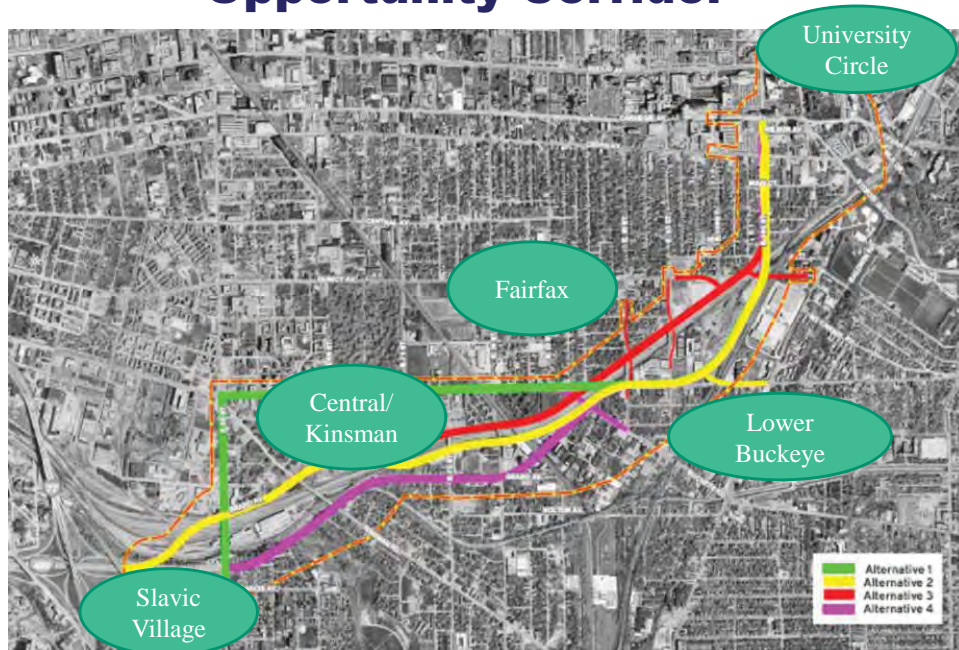 Opportunity Corridor
University
Circle
Fairfax
Central/
Kinsman
Lower
Buckeye
Slavic
Village
Alternative 1
Alternative 2
Alternative 3
Alternative 4